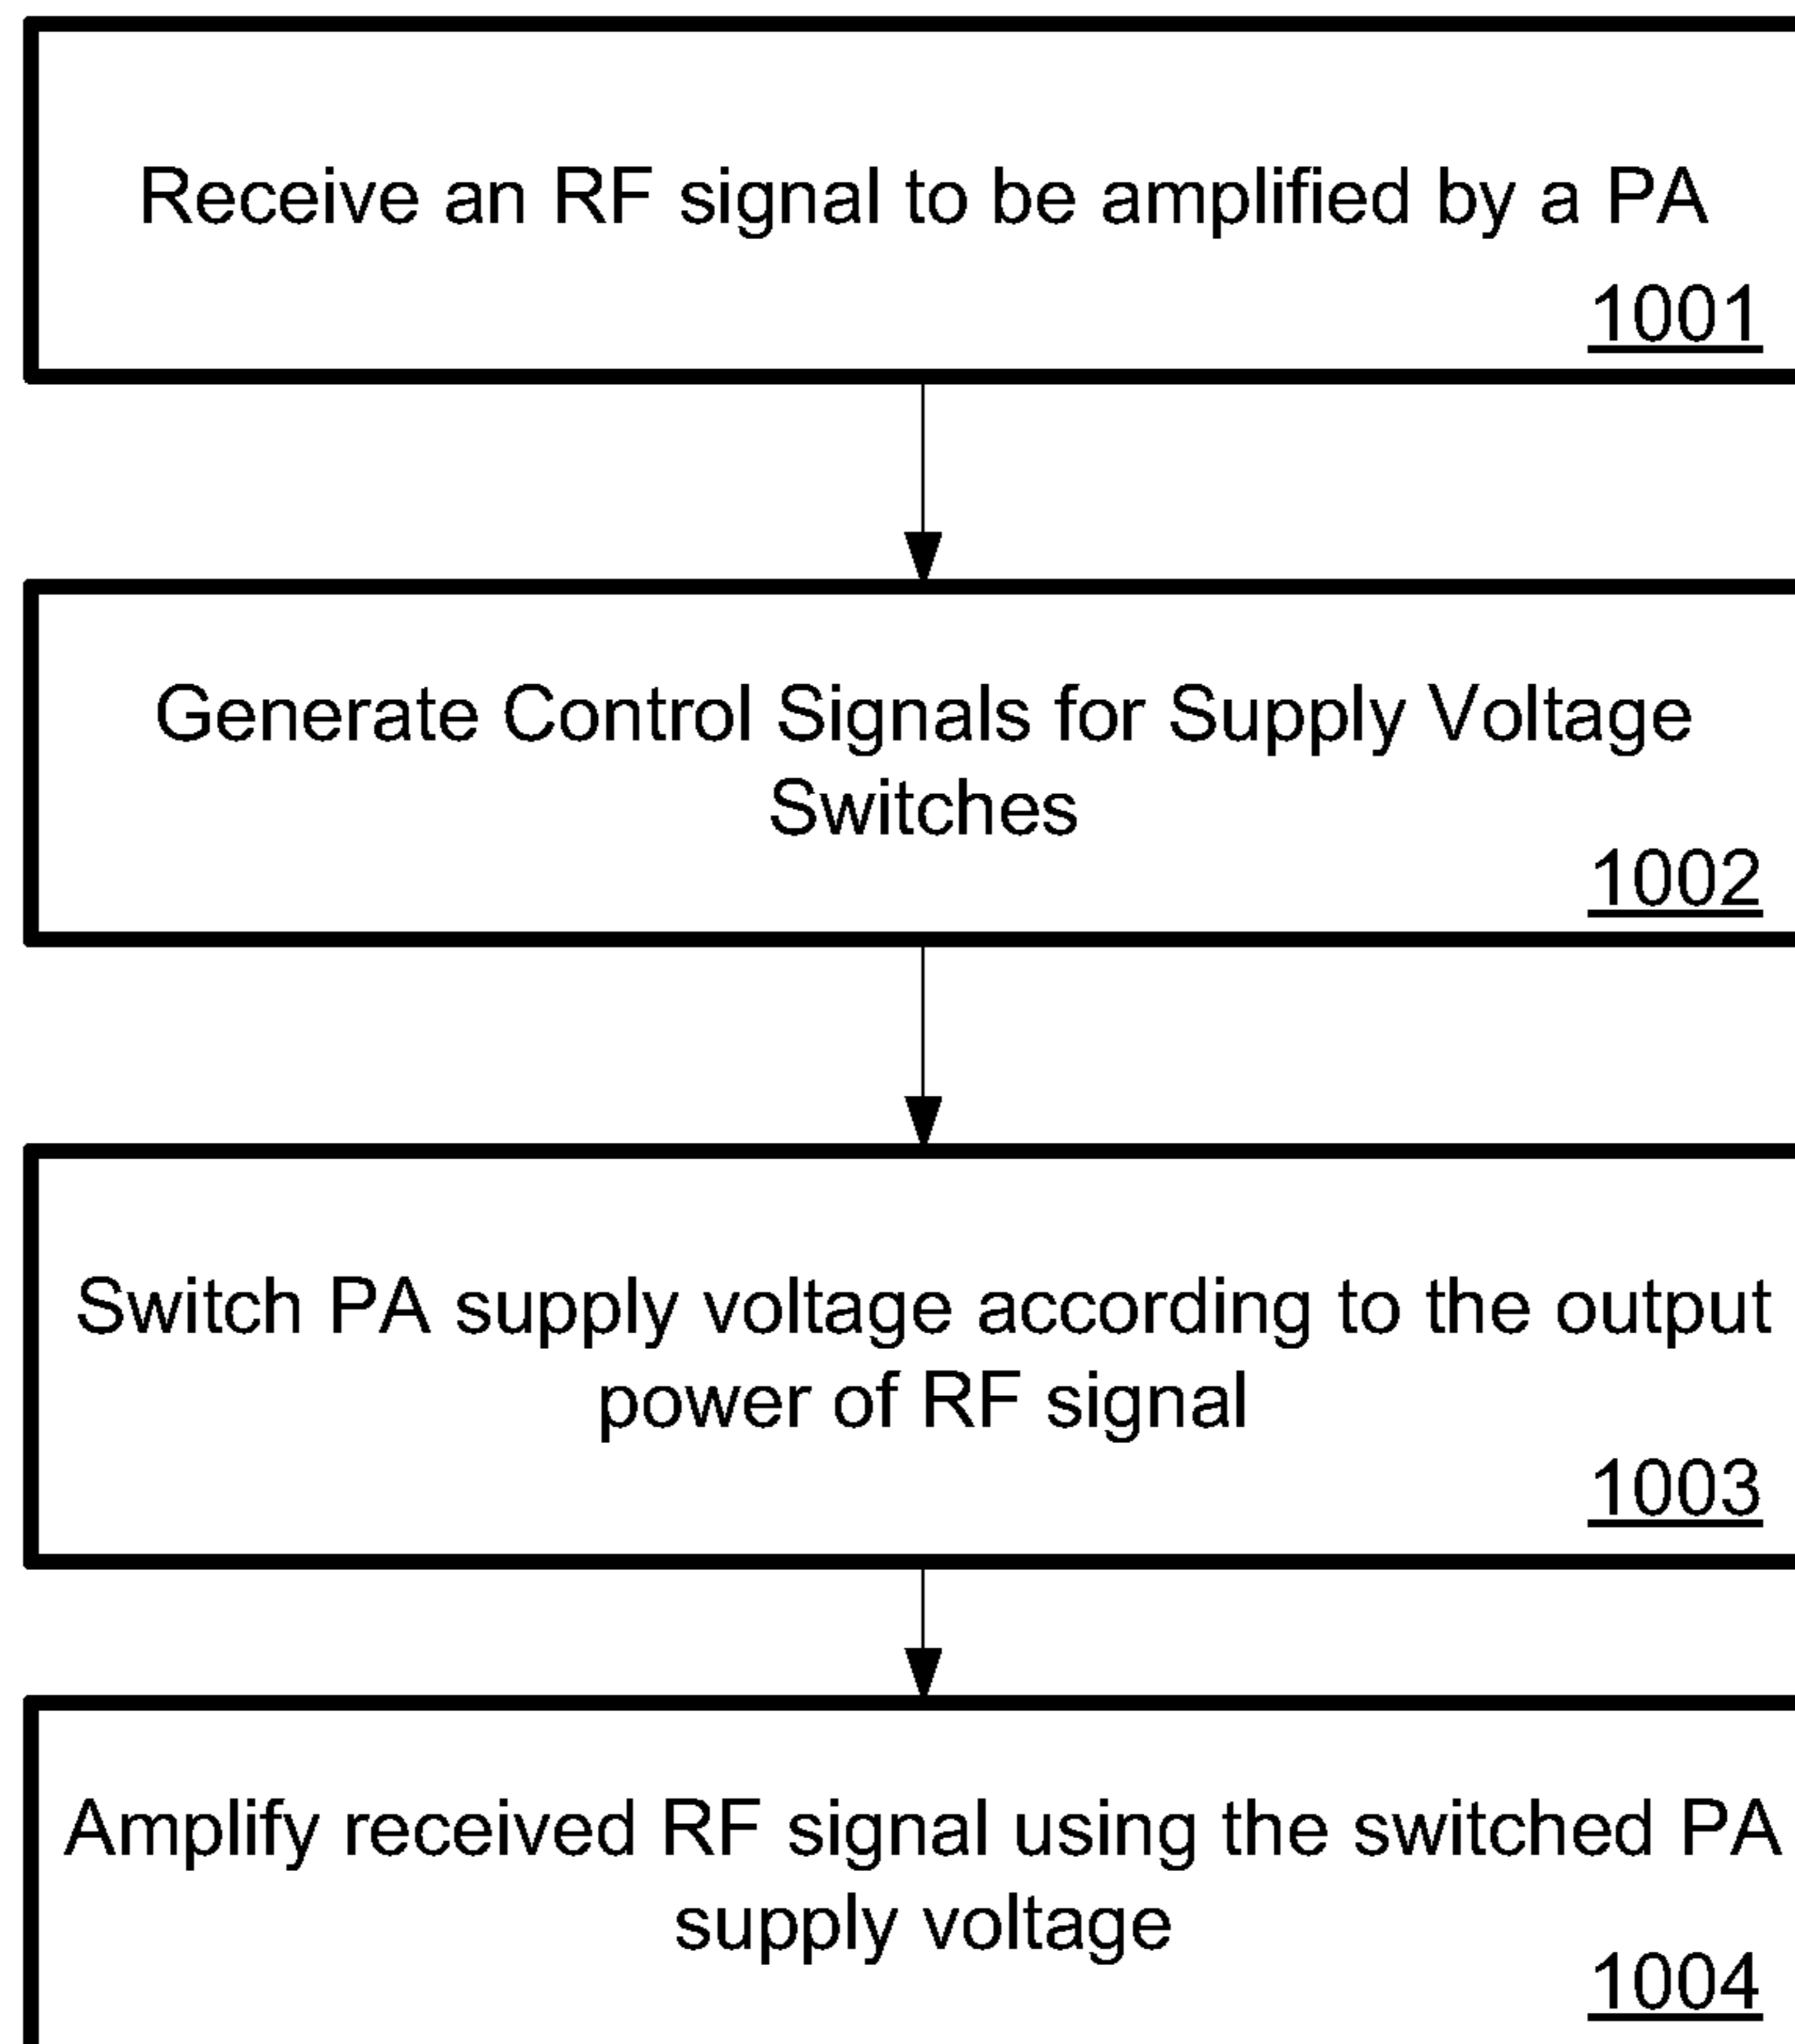 Receive an RF signal to be amplified by a PA
1001
Generate Control Signals for Supply Voltage
Switches
1002
Switch PA supply voltage according to the output
power of RF signal
1003
Amplify received RF signal using the switched PA
supply voltage
1004